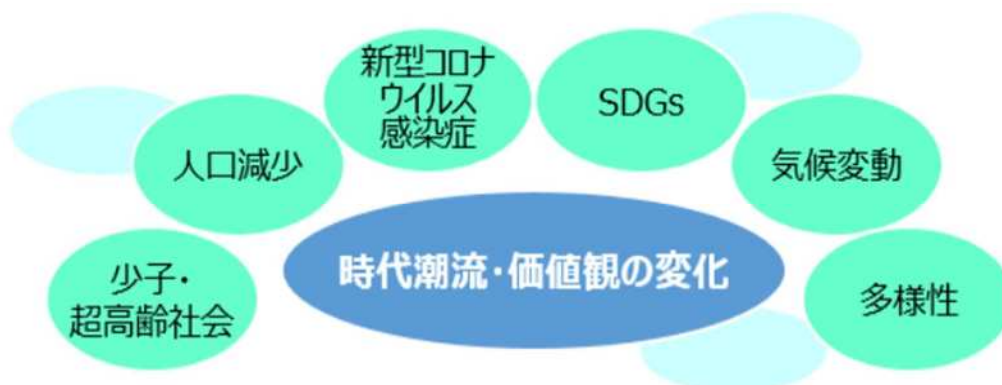 新型コロナ
ウイルス
感染症
SDGs
人口減少
気候変動
時代潮流・価値観の変化
少子・
超高齢社会
多様性